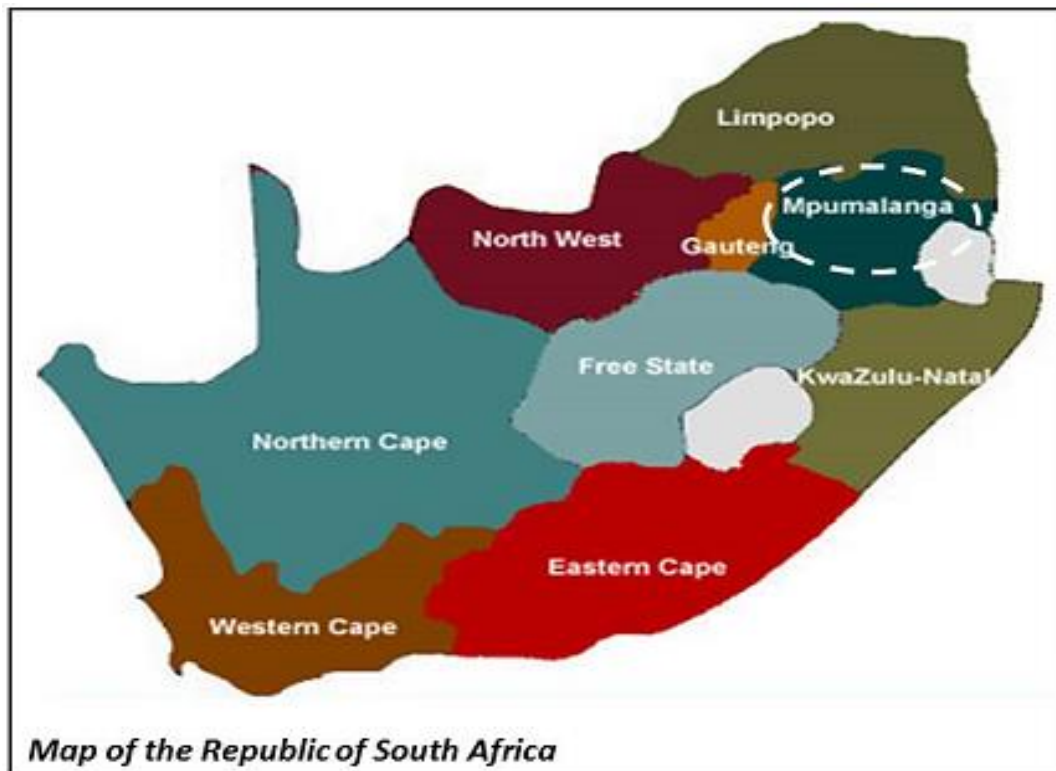 Limpopo
Mpumalanga
North West
Gauteng
Free State
KwaZulu-Natal
Northern Cape
Eastern Cape
Western Cape
Map of the Republic of South Africa